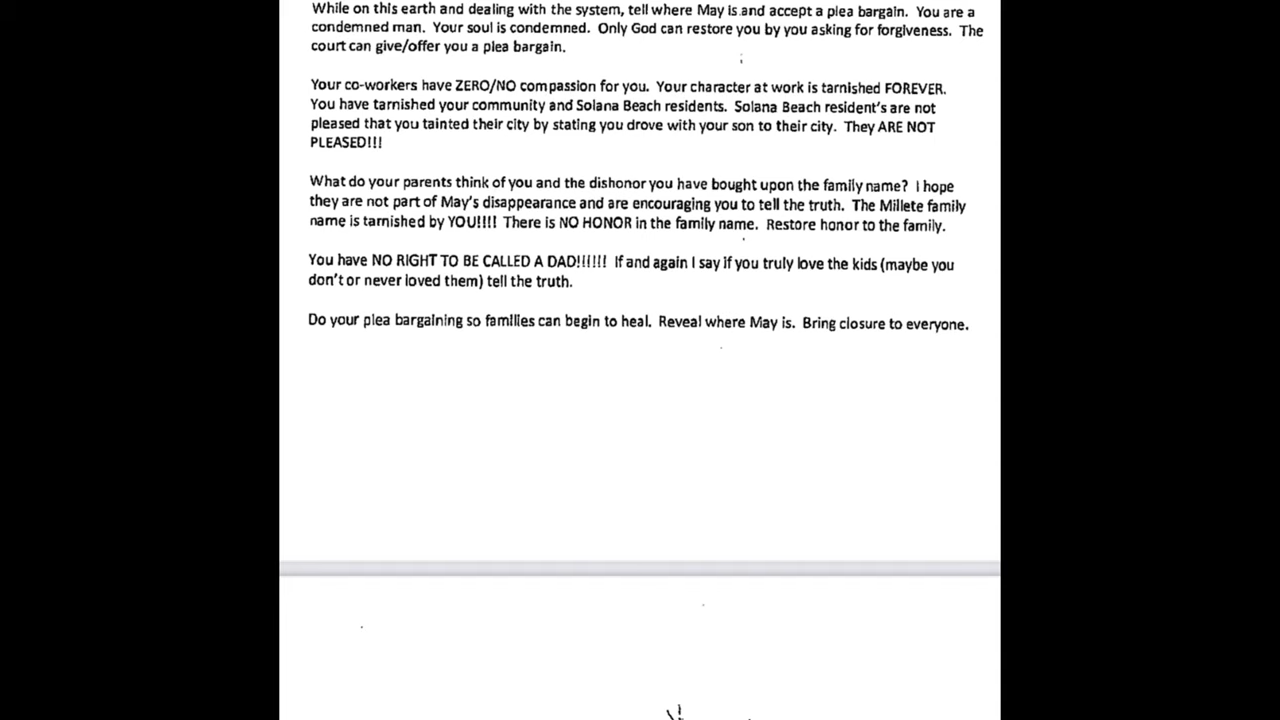 While on this earth and dealing with the system, tell where May is and accept a plea bargain. You are a
condemned man. Your soul is condemned. Only God can restore you by you asking for forgiveness. The
court can give/offer you a plea bargain.
Your co-workers have ZERO/NO compassion for you. Your character at work is tarnished FOREVER.
You have tarnished your community and Solana Beach residents. Solana Beach resident's are not
pleased that you tainted their city by stating you drove with your son to their city. They ARE NOT
PLEASED!!!
What do your parents think of you and the dishonor you have bought upon the family name? I hope
they are not part of May's disappearance and are encouraging you to tell the truth. The Millete family
name is tarnished by YOU!!!! There is NO HONOR in the family name. Restore honor to the family.
You have NO RIGHT TO BE CALLED A DAD!!!!!! If and again I say if you truly love the kids (maybe you
don't or never loved them) tell the truth.
Do your plea bargaining so families can begin to heal. Reveal where May is. Bring closure to everyone.